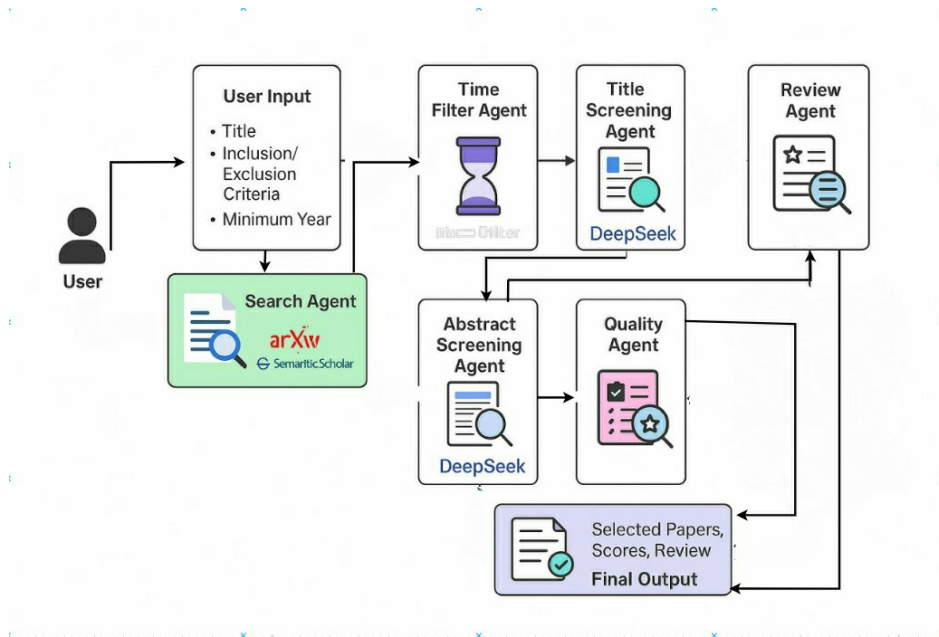 User Input
• Title
• Inclusion/
Exclusion
Criteria
• Minimum Year
User
Search Agent
arXiv
SemariticScholar
Time
Filter Agent
Title
Screening
Agent
DeepSeek
Review
Agent
Abstract
Screening
Agent
DeepSeek
Quality
Agent
Selected Papers,
Scores, Review
Final Output